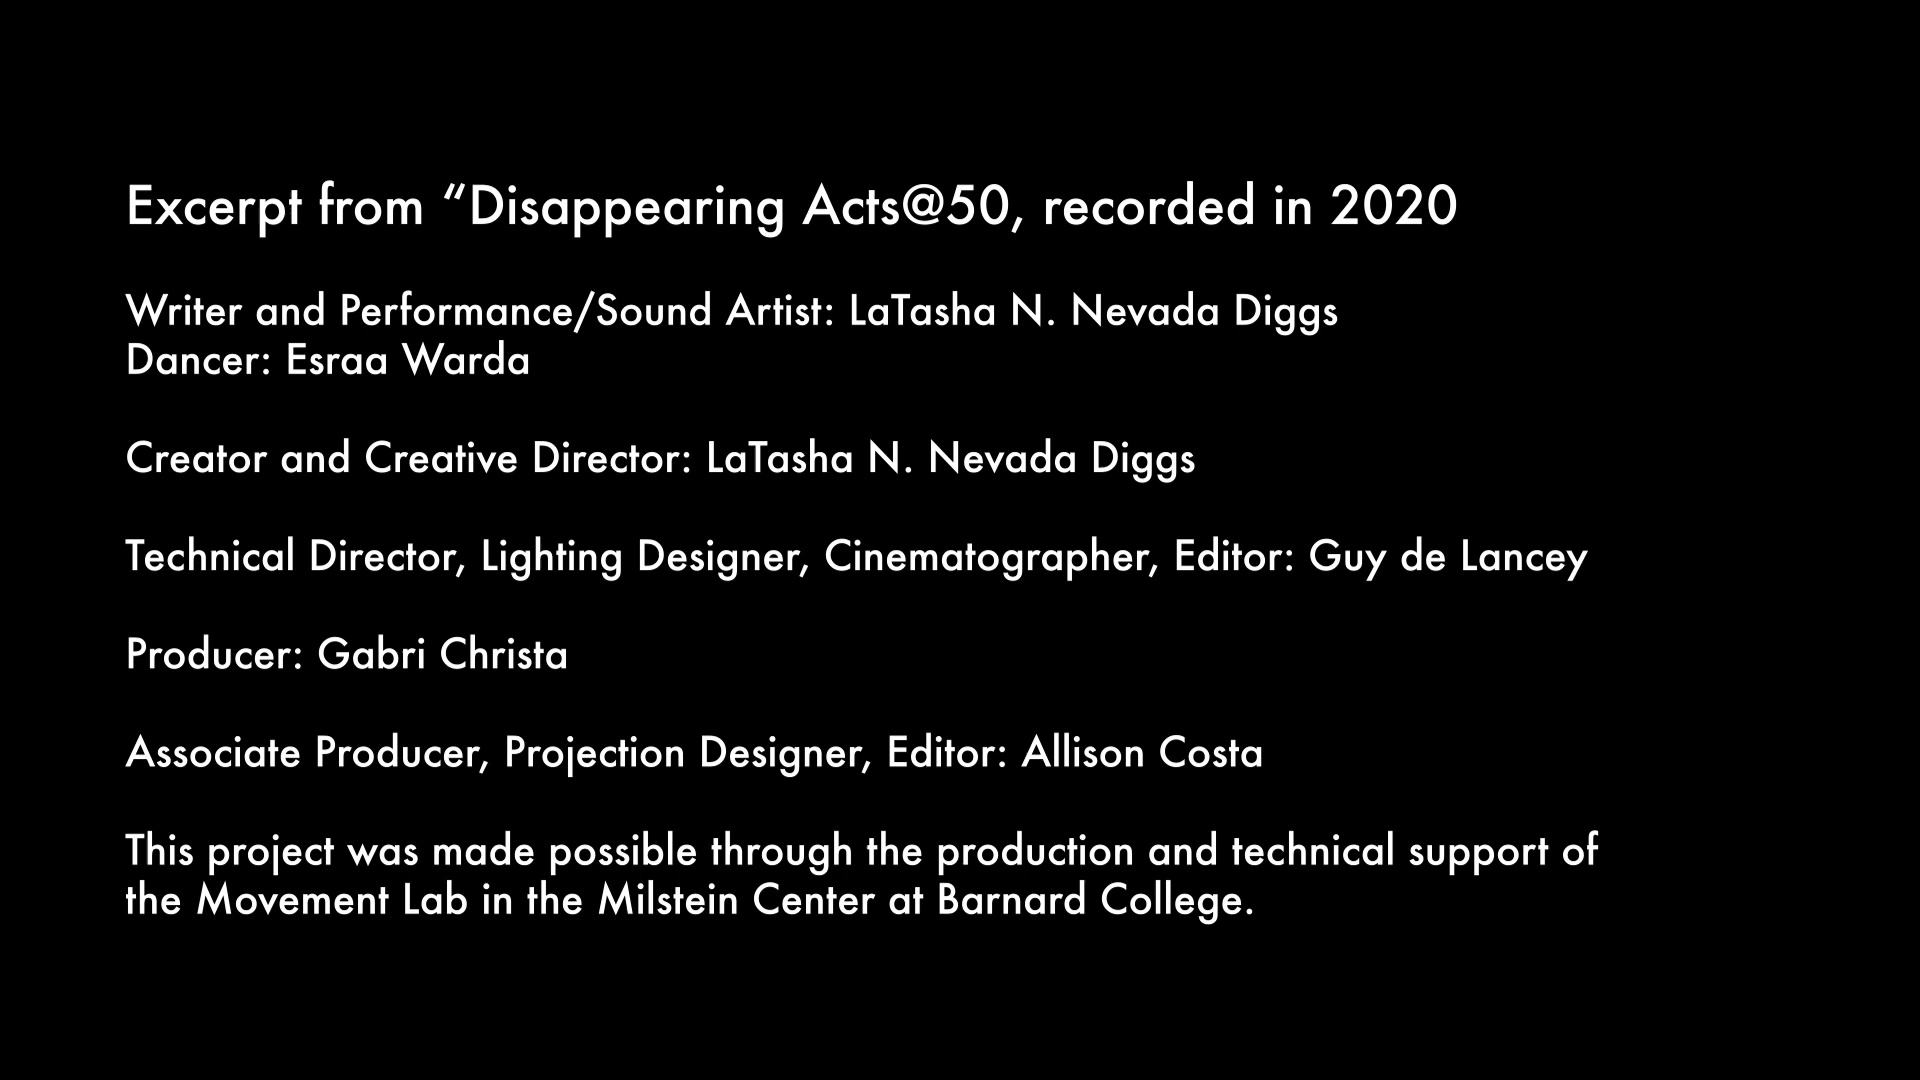 Excerpt from “Disappearing Acts@50, recorded in 2020
Writer and Performance/Sound Artist: LaTasha N. Nevada Diggs
Dancer: Esraa Warda
Creator and Creative Director: LaTasha N. Nevada Diggs
Technical Director, Lighting Designer, Cinematographer, Editor: Guy de Lancey
Producer: Gabri Christa
Associate Producer, Projection Designer, Editor: Allison Costa
This project was made possible through the production and technical support of
the Movement Lab in the Milstein Center at Barnard College.